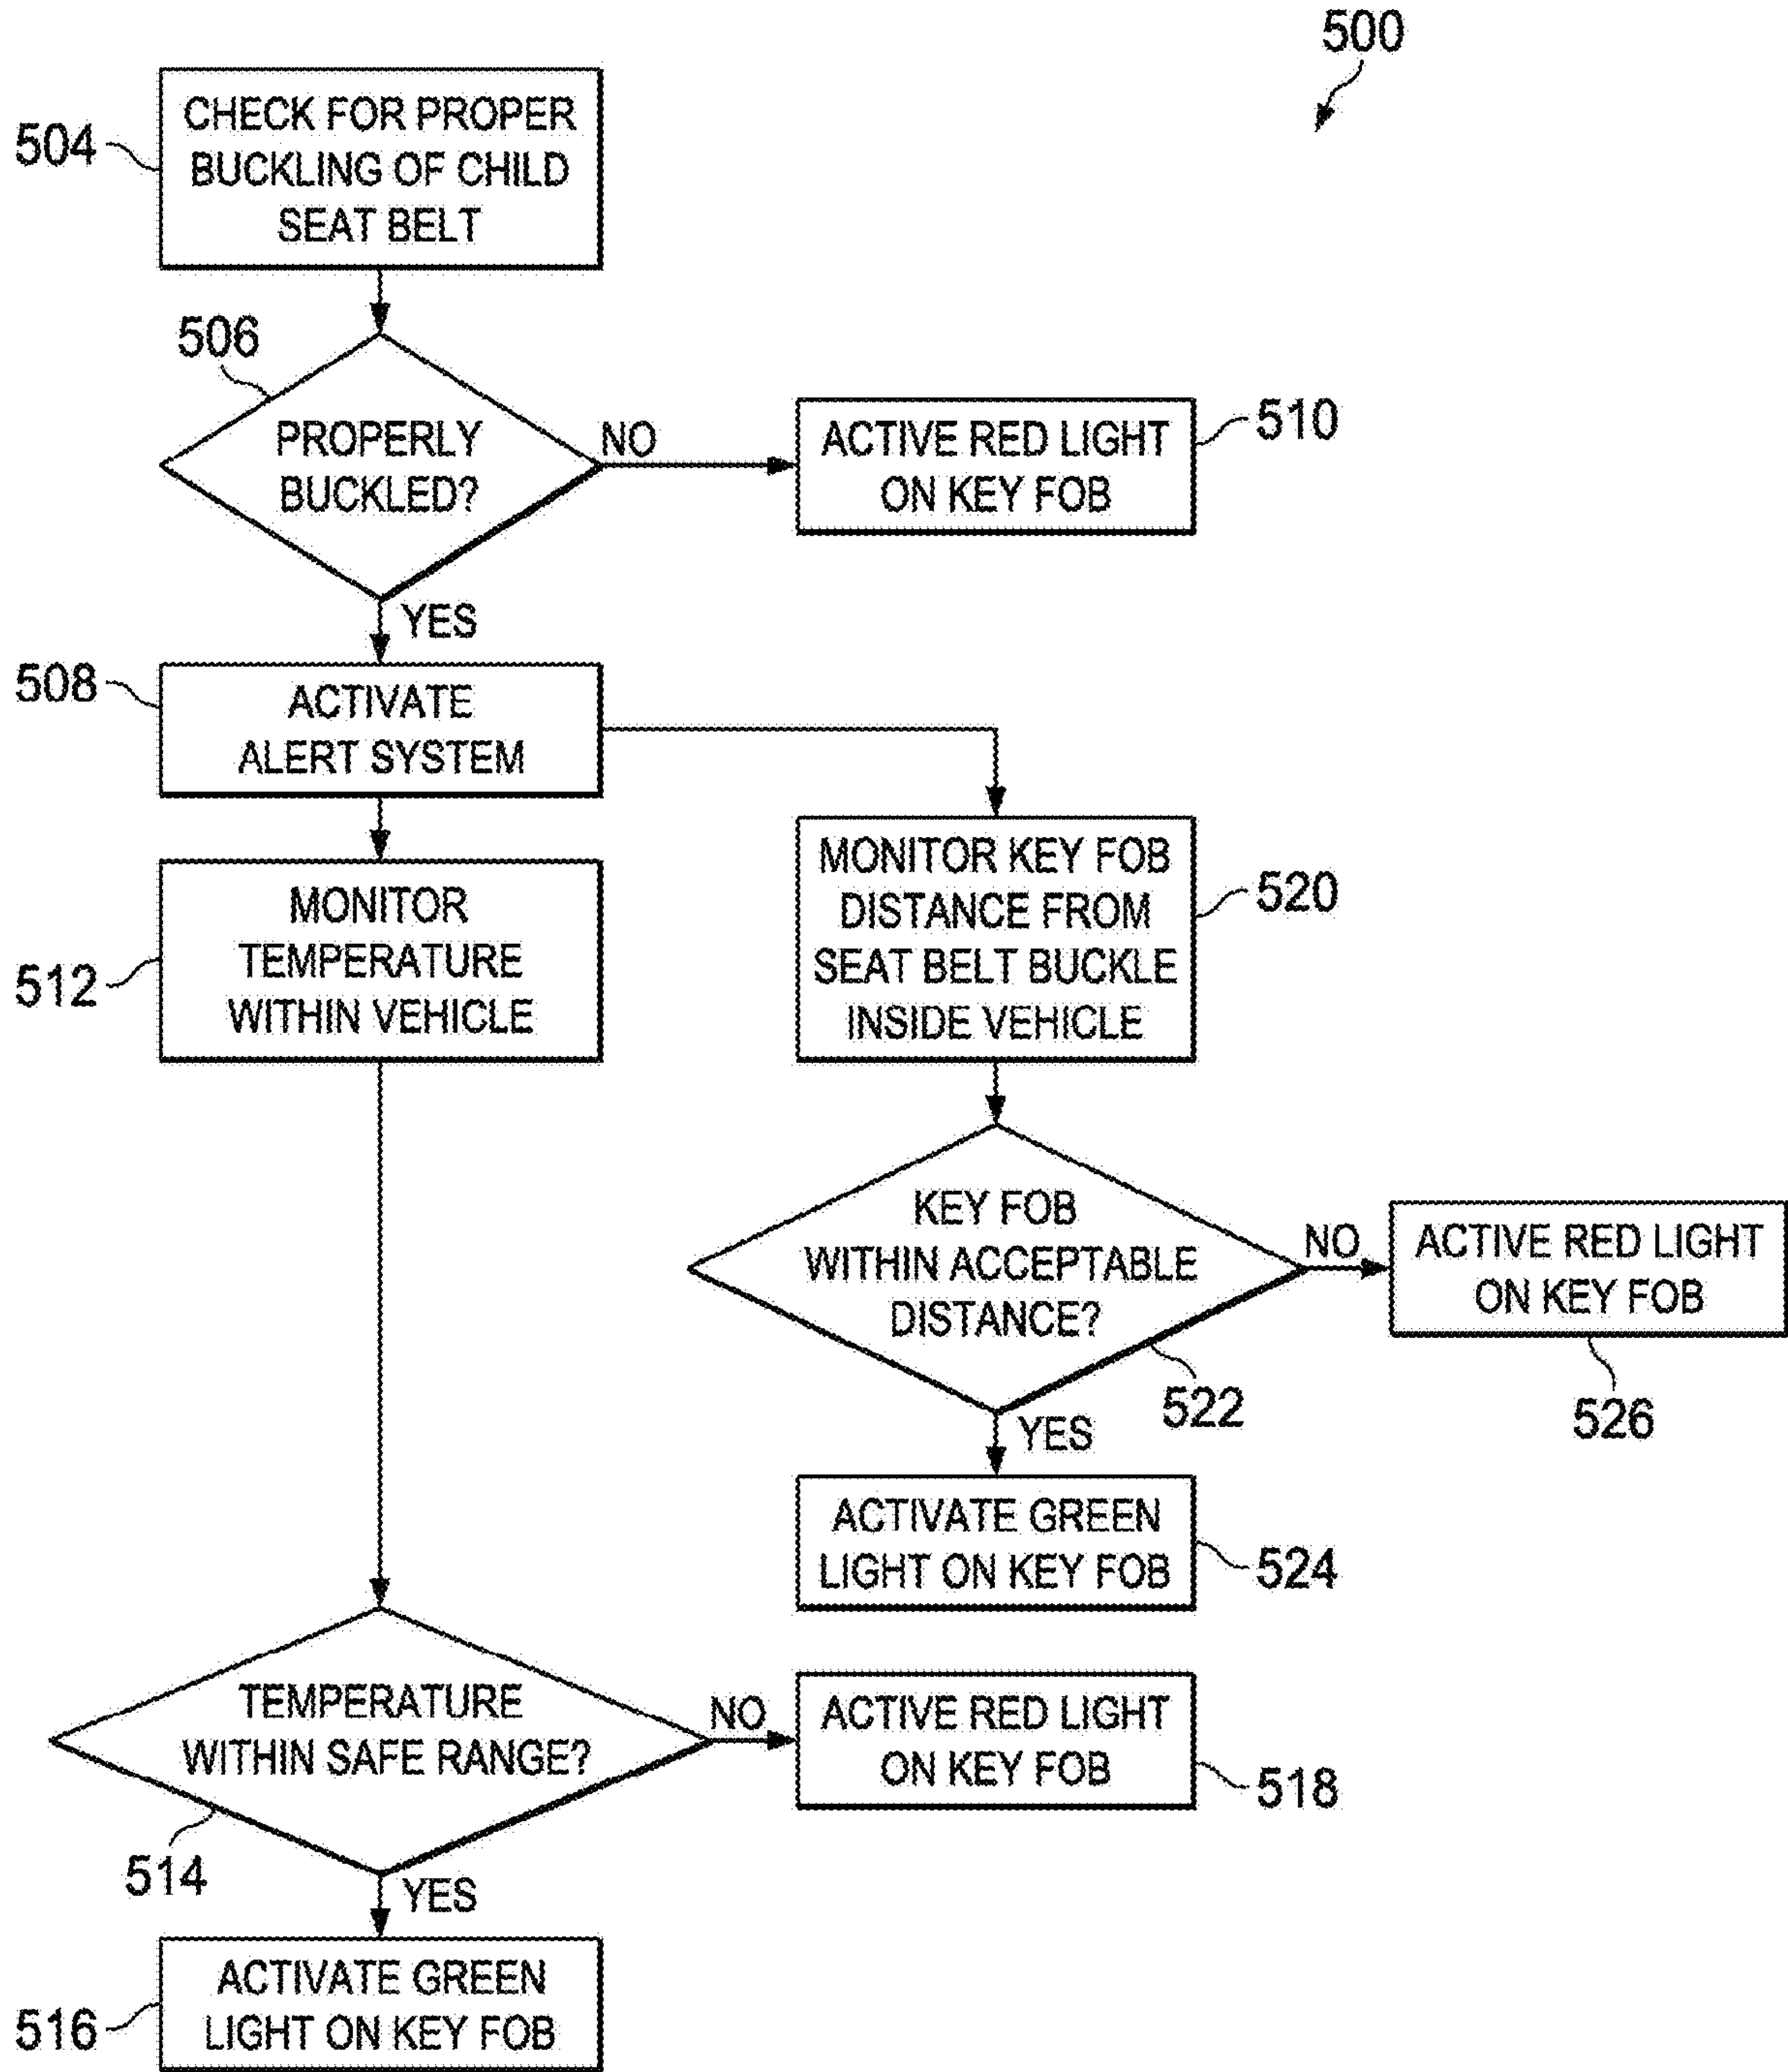 500
504
CHECK FOR PROPER
BUCKLING OF CHILD
SEAT BELT
506
PROPERLY
BUCKLED?
NO
ACTIVE RED LIGHT
ON KEY FOB
510
YES
508
ACTIVATE
ALERT SYSTEM
512
MONITOR
TEMPERATURE
WITHIN VEHICLE
MONITOR KEY FOB
DISTANCE FROM
SEAT BELT BUCKLE
INSIDE VEHICLE
520
KEY FOB
WITHIN ACCEPTABLE
DISTANCE?
522
NO
ACTIVE RED LIGHT
ON KEY FOB
526
YES
ACTIVATE GREEN
LIGHT ON KEY FOB
524
TEMPERATURE
WITHIN SAFE RANGE?
514
NO
ACTIVE RED LIGHT
ON KEY FOB
518
YES
516
ACTIVATE GREEN
LIGHT ON KEY FOB